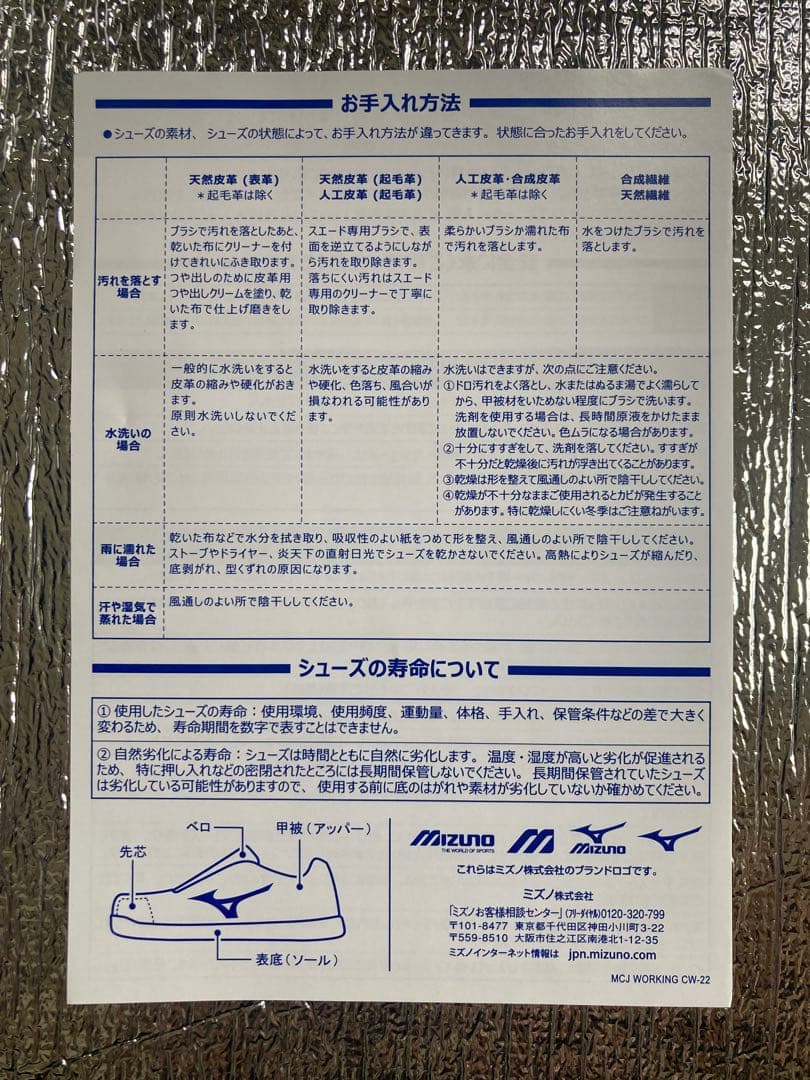 お手入れ方法
●シューズの素材、シューズの状態によって、お手入れ方法が違ってきます。状態に合ったお手入れをしてください。
天然皮革(表革)
＊起毛革は除く
天然皮革(起毛革)
人工皮革(起毛革)
人工皮革・合成皮革
＊起毛革は除く
合成繊維
天然繊維
汚れを落とす
場合
ブラシで汚れを落としたあと、
乾いた布にクリーナーを付
けてきれいにふき取ります。
つや出しのために皮革用
つや出しクリームを塗り、乾
いた布で仕上げ磨きをし
ます。
スエード専用ブラシで、表
面を逆立てるようにしなが
ら汚れを取り除きます。
落ちにくい汚れはスエード
専用のクリーナーで丁寧に
取り除きます。
柔らかいブラシか濡れた布
で汚れを落とします。
水をつけたブラシで汚れを
落とします。
水洗いの
場合
一般的に水洗いをすると
皮革の縮みや硬化がおき
ます。
原則水洗いしないでくだ
さい。
水洗いをすると皮革の縮み
や硬化、色落ち、風合いが
損なわれる可能性があり
ます。
水洗いはできますが、次の点にご注意ください。
①ドロ汚れをよく落とし、水またはぬるま湯でよく濡らして
から、甲被材をいためない程度にブラシで洗います。
洗剤を使用する場合は、長時間原液をかけたまま
放置しないでください。色ムラになる場合があります。
②十分にすすぎをして、洗剤を落してください。すすぎが
不十分だと乾燥後に汚れが浮き出てくることがあります。
③乾燥は形を整えて風通しのよい所で陰干ししてください。
④乾燥が不十分なままご使用されるとカビが発生すること
があります。特に乾燥しにくい冬季はご注意ねがいます。
雨に濡れた
場合
乾いた布などで水分を拭き取り、吸収性のよい紙をつめて形を整え、風通しのよい所で陰干ししてください。
ストーブやドライヤー、炎天下の直射日光でシューズを乾かさないでください。高熱によりシューズが縮んだり、
底剥がれ、型くずれの原因になります。
汗や湿気で
蒸れた場合
風通しのよい所で陰干ししてください。
シューズの寿命について
① 使用したシューズの寿命：使用環境、使用頻度、運動量、体格、手入れ、保管条件などの差で大きく
変わるため、寿命期間を数字で表すことはできません。
② 自然劣化による寿命：シューズは時間とともに自然に劣化します。温度・湿度が高いと劣化が促進される
ため、特に押し入れなどの密閉されたところには長期間保管しないでください。長期間保管されていたシューズ
は劣化している可能性がありますので、使用する前に底のはがれや素材が劣化していないか確かめてください。
ベロ
甲被(アッパー)
先芯
表底(ソール)
MIZUNO
THE WORLD OF SPORTS
MIZUNO
これらはミズノ株式会社のブランドロゴです。
ミズノ株式会社
「ミズノお客様相談センター」(フリーダイヤル)0120-320-799
〒101-8477 東京都千代田区神田小川町3-22
〒559-8510 大阪市住之江区南港北1-12-35
ミズノインターネット情報は jpn.mizuno.com
MCJ WORKING CW-22